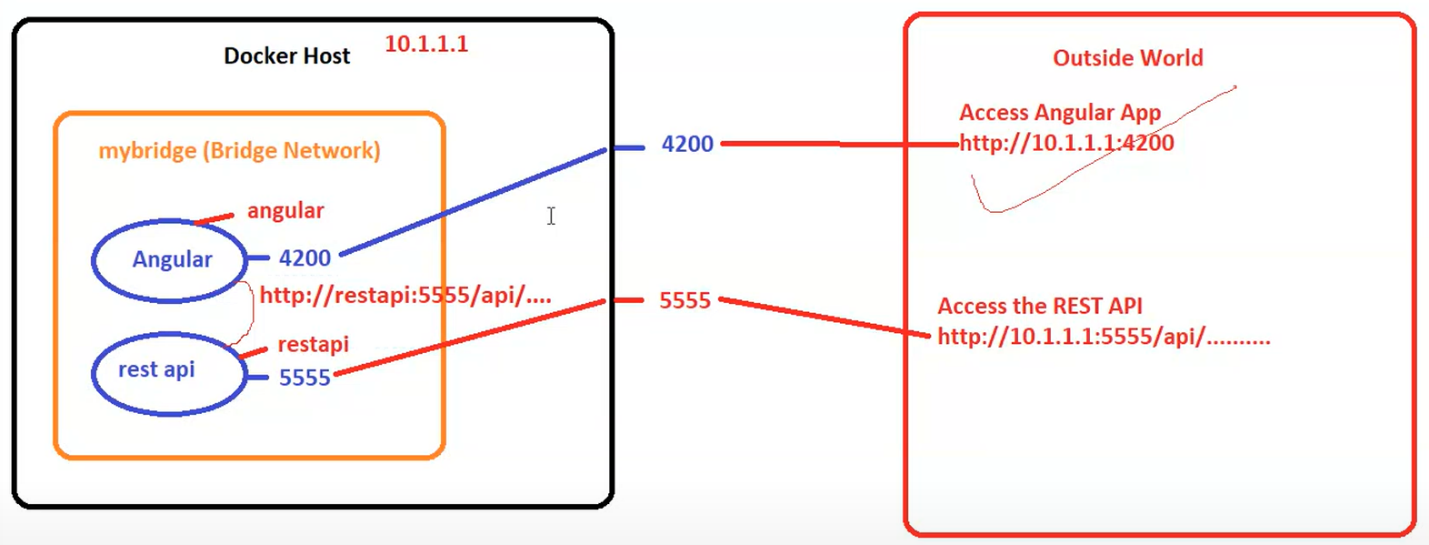 Docker Host
10.1.1.1
mybridge (Bridge Network)
angular
Angular
4200
http://restapi:5555/api/....
restapi
rest api
5555
4200
5555
Outside World
Access Angular App
http://10.1.1.1:4200
Access the REST API
http://10.1.1.1:5555/api/..........